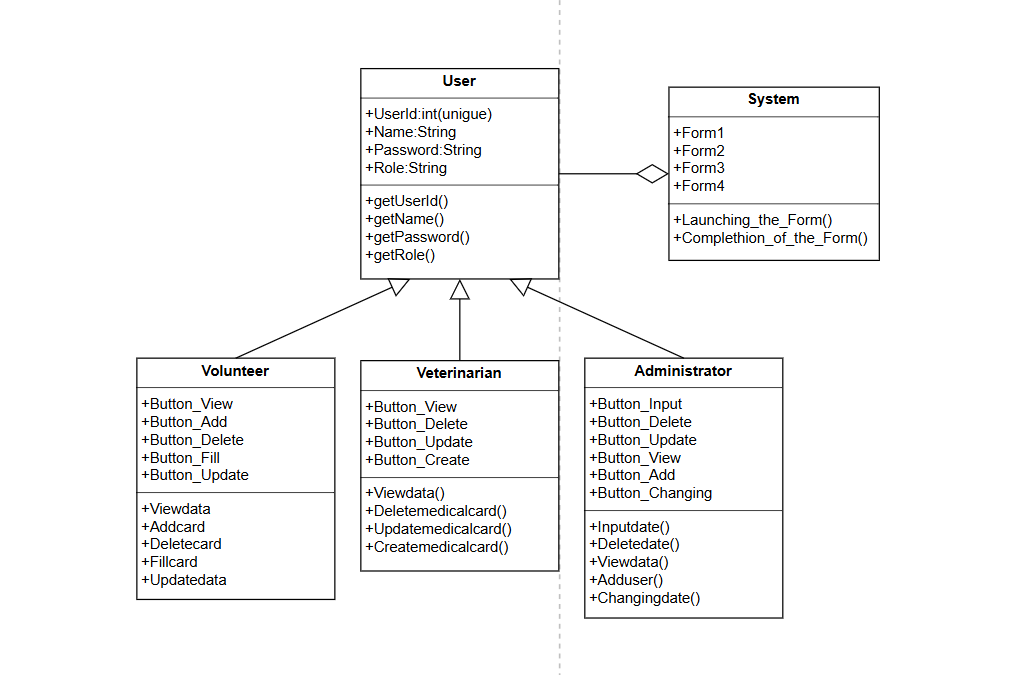 User
+UserId:int(unigue)
+Name:String
+Password:String
+Role:String
+getUserId()
+getName()
+getPassword()
+getRole()
System
+Form1
+Form2
+Form3
+Form4
+Launching_the_Form()
+Complethion_of_the_Form()
Volunteer
+Button_View
+Button_Add
+Button_Delete
+Button_Fill
+Button_Update
+Viewdata
+Addcard
+Deletecard
+Fillcard
+Updatedata
Veterinarian
+Button_View
+Button_Delete
+Button_Update
+Button_Create
+Viewdata()
+Deletemedicalcard()
+Updatemedicalcard()
+Createmedicalcard()
Administrator
+Button_Input
+Button_Delete
+Button_Update
+Button_View
+Button_Add
+Button_Changing
+Inputdate()
+Deletedate()
+Viewdata()
+Adduser()
+Changingdate()